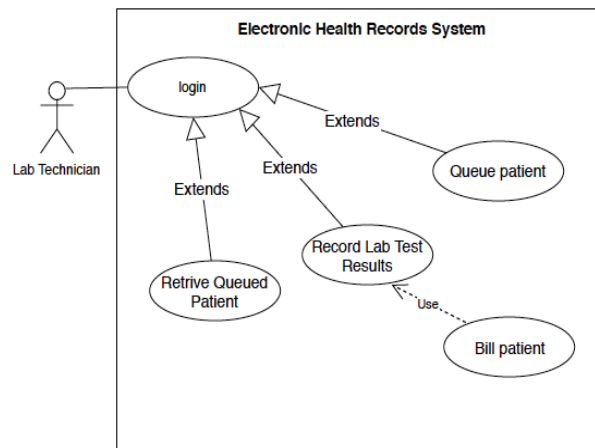 Electronic Health Records System
login
Lab Technician
Extends
Queue patient
Extends
Extends
Record Lab Test
Results
Retrive Queued
Patient
Use
Bill patient